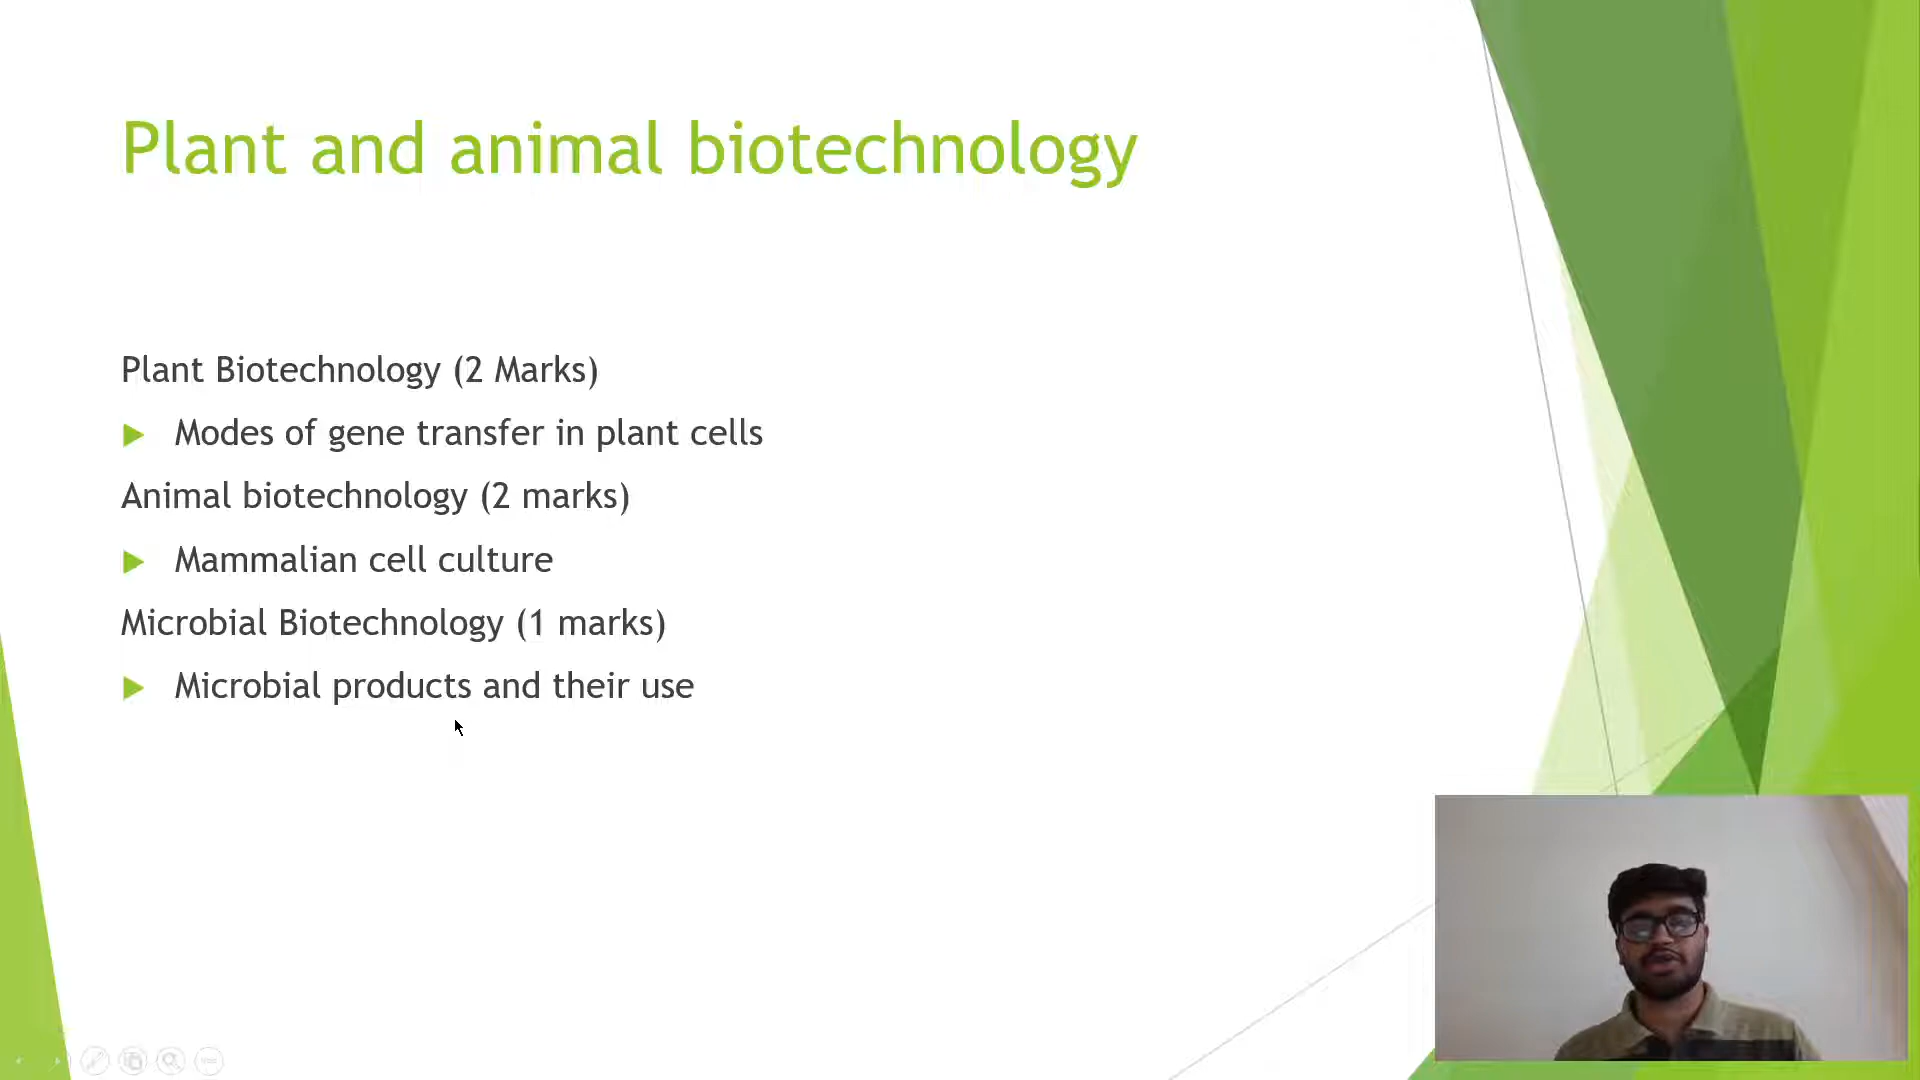 Plant and animal biotechnology
Plant Biotechnology (2 Marks)
Modes of gene transfer in plant cells
Animal biotechnology (2 marks)
Mammalian cell culture
Microbial Biotechnology (1 marks)
Microbial products and their use